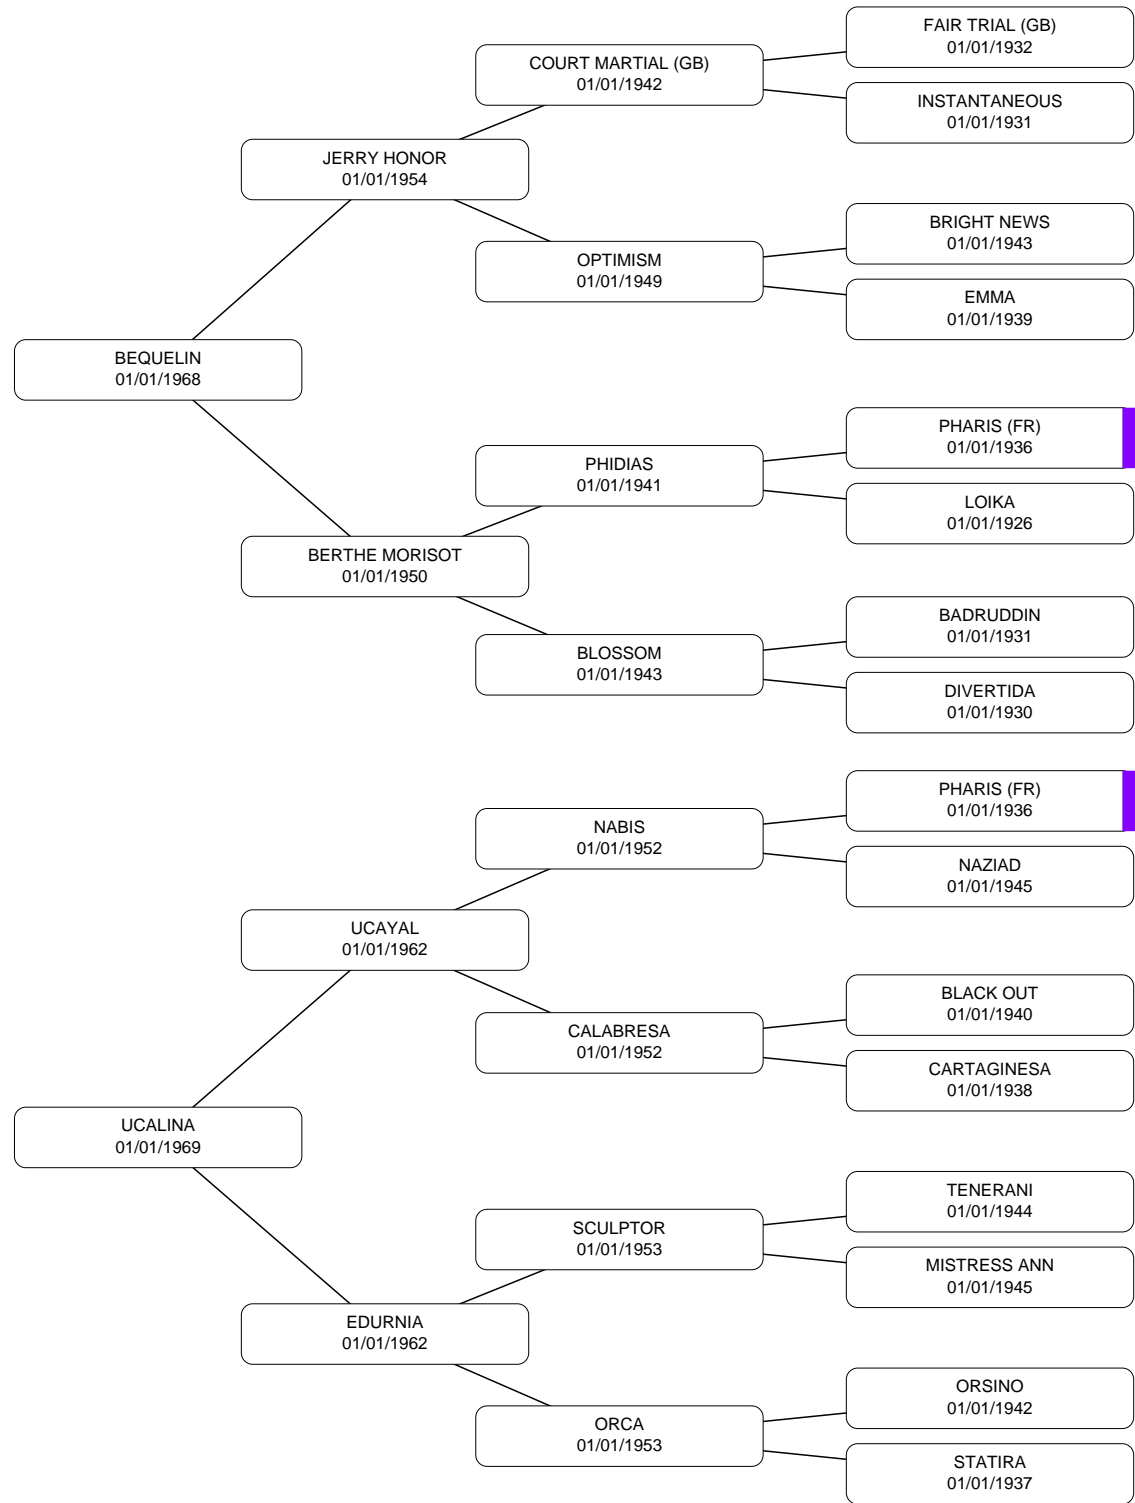 FAIR TRIAL (GB)
01/01/1932
COURT MARTIAL (GB)
01/01/1942
INSTANTANEOUS
01/01/1931
JERRY HONOR
01/01/1954
BRIGHT NEWS
01/01/1943
OPTIMISM
01/01/1949
EMMA
01/01/1939
BEQUELIN
01/01/1968
PHARIS (FR)
01/01/1936
PHIDIAS
01/01/1941
LOIKA
01/01/1926
BERTHE MORISOT
01/01/1950
BADRUDDIN
01/01/1931
BLOSSOM
01/01/1943
DIVERTIDA
01/01/1930
PHARIS (FR)
01/01/1936
NABIS
01/01/1952
NAZIAD
01/01/1945
UCAYAL
01/01/1962
BLACK OUT
01/01/1940
CALABRESA
01/01/1952
CARTAGINESA
01/01/1938
UCALINA
01/01/1969
TENERANI
01/01/1944
SCULPTOR
01/01/1953
MISTRESS ANN
01/01/1945
EDURNIA
01/01/1962
ORSINO
01/01/1942
ORCA
01/01/1953
STATIRA
01/01/1937